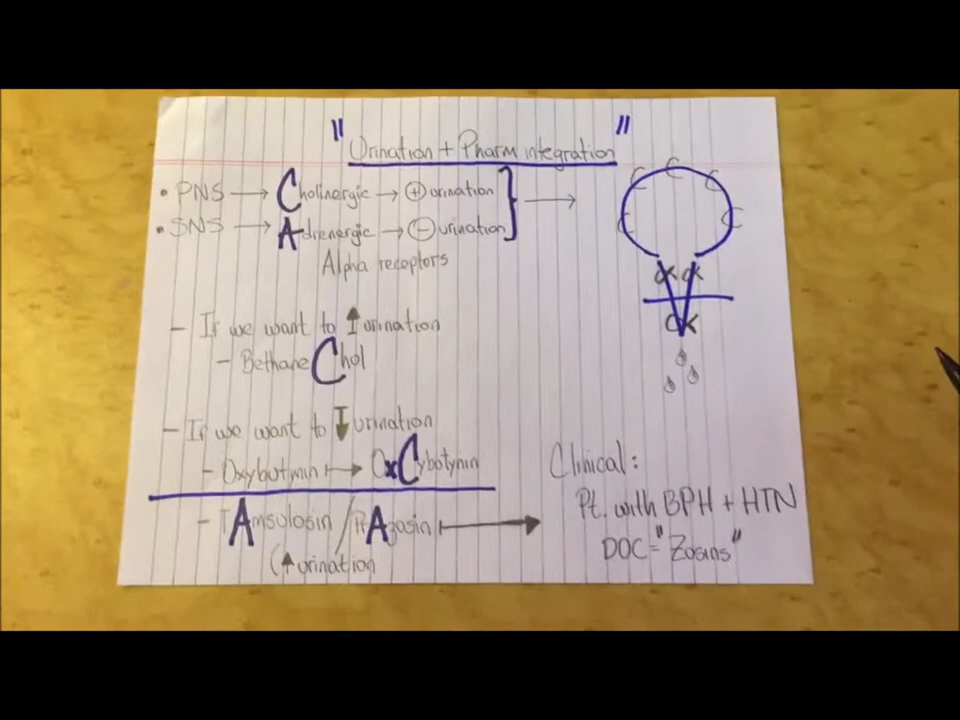 "Urination + Pharm integration"
• PNS → Cholinergic → ⊕ urination
• SNS → Adrenergic → ⊖ urination
Alpha receptors
C C C C C
α α
α
- If we want to ↑ urination
- BethaneChol
- If we want to ↓ urination
- Oxybutynin ↦ OxCybotynin
- TAmsulosin / PrAzosin →
(↑ urination
Clinical:
Pt. with BPH + HTN
DOC = "Zosins"